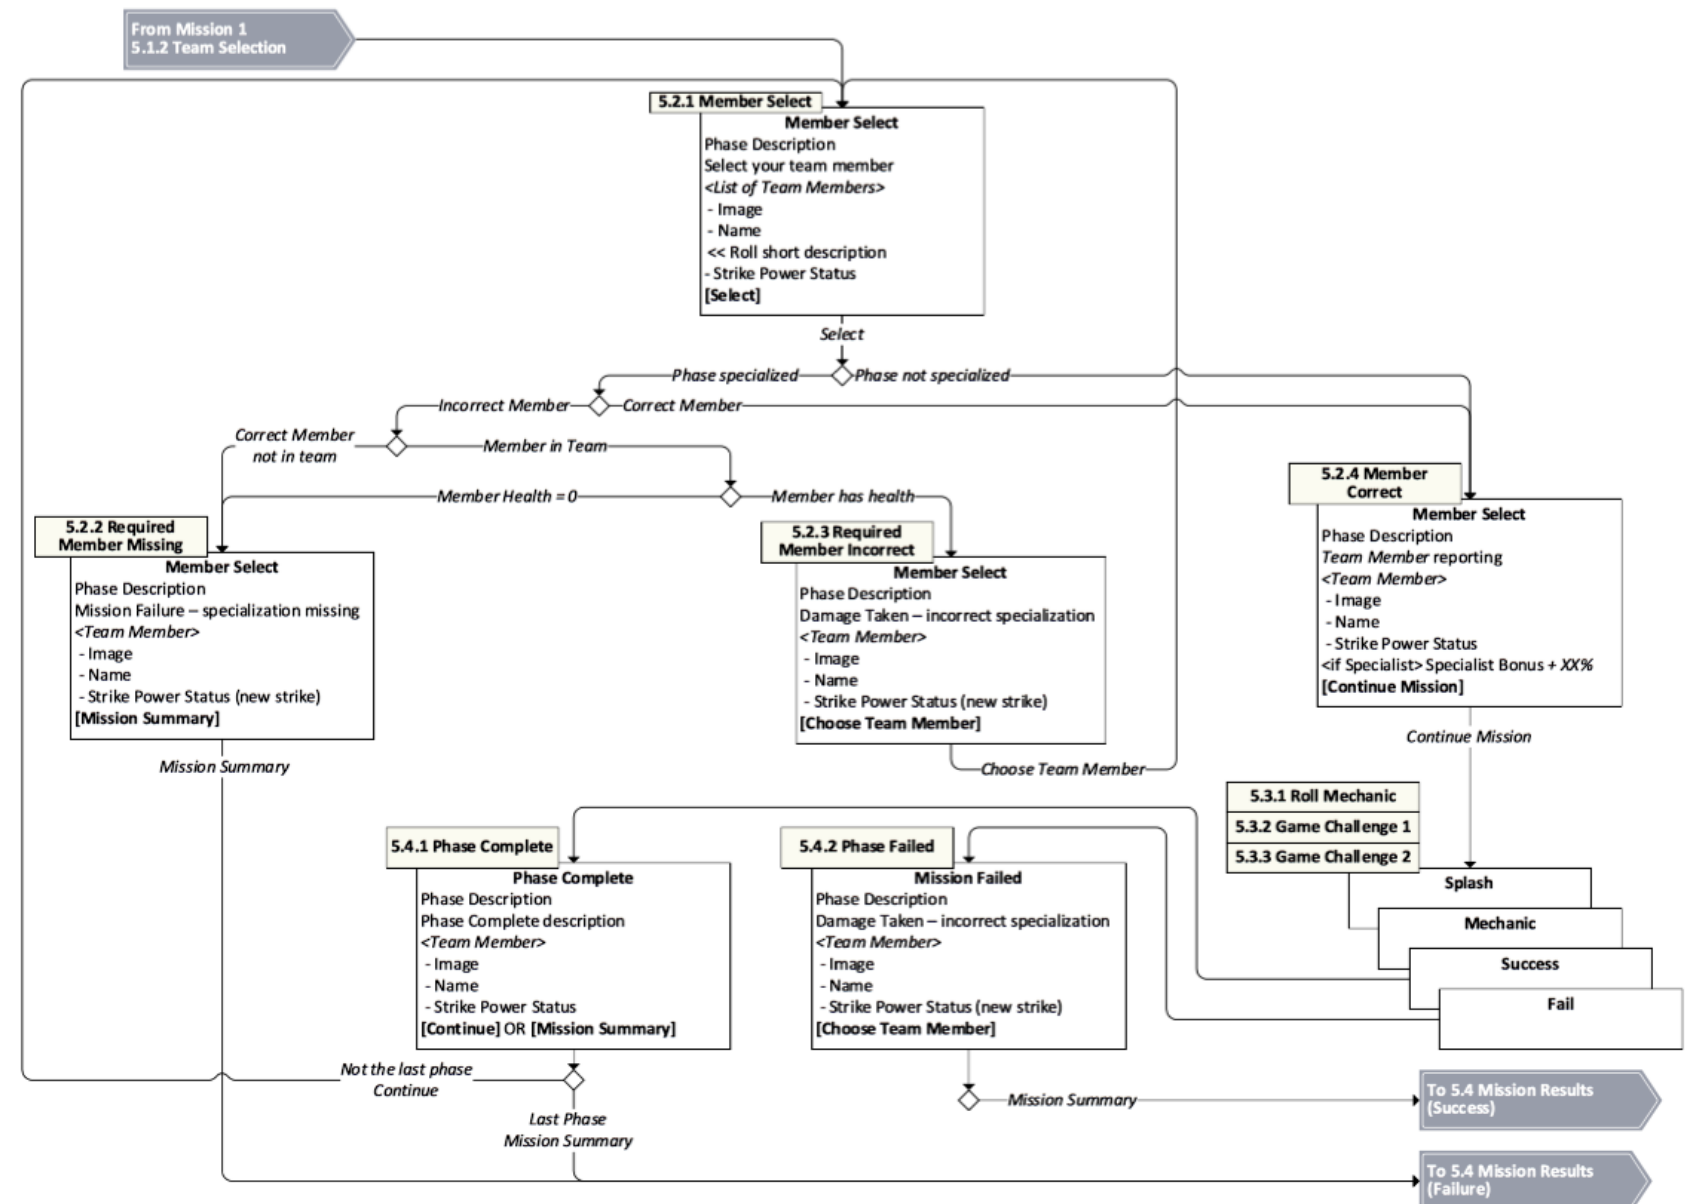 From Mission 1
5.1.2 Team Selection
5.2.1 Member Select
Member Select
Phase Description
Select your team member
<List of Team Members>
- Image
- Name
<< Roll short description
- Strike Power Status
[Select]
Select
Phase specialized
Phase not specialized
Incorrect Member
Correct Member
Correct Member
not in team
Member in Team
Member Health = 0
Member has health
5.2.2 Required
Member Missing
Member Select
Phase Description
Mission Failure – specialization missing
<Team Member>
- Image
- Name
- Strike Power Status (new strike)
[Mission Summary]
Mission Summary
5.2.3 Required
Member Incorrect
Member Select
Phase Description
Damage Taken – incorrect specialization
<Team Member>
- Image
- Name
- Strike Power Status (new strike)
[Choose Team Member]
Choose Team Member
5.2.4 Member
Correct
Member Select
Phase Description
Team Member reporting
<Team Member>
- Image
- Name
- Strike Power Status
<if Specialist> Specialist Bonus + XX%
[Continue Mission]
Continue Mission
5.3.1 Roll Mechanic
5.3.2 Game Challenge 1
5.3.3 Game Challenge 2
Splash
Mechanic
Success
Fail
5.4.1 Phase Complete
Phase Complete
Phase Description
Phase Complete description
<Team Member>
- Image
- Name
- Strike Power Status
[Continue] OR [Mission Summary]
Not the last phase
Continue
Last Phase
Mission Summary
5.4.2 Phase Failed
Mission Failed
Phase Description
Damage Taken – incorrect specialization
<Team Member>
- Image
- Name
- Strike Power Status (new strike)
[Choose Team Member]
Mission Summary
To 5.4 Mission Results
(Success)
To 5.4 Mission Results
(Failure)